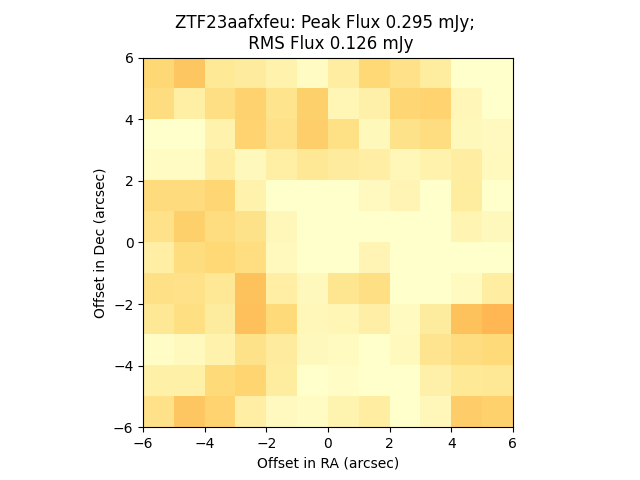 ZTF23aafxfeu: Peak Flux 0.295 mJy;
RMS Flux 0.126 mJy
6
4
2
0
−2
−4
−6
Offset in Dec (arcsec)
−6 −4 −2 0 2 4 6
Offset in RA (arcsec)